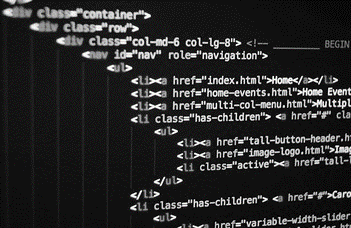 <div class="container">
<div class="row">
<div class="col-md-6 col-lg-8"> <!-- ________ BEGIN
<nav id="nav" role="navigation">
<ul>
<li><a href="index.html">Home</a></li>
<li><a href="home-events.html">Home Event
<li><a href="multi-col-menu.html">Multipl
<li class="has-children"> <a href="#" clas
<ul>
<li><a href="tall-button-header.h
<li><a href="image-logo.html">Imag
<li class="active"><a href="tall-l
</ul>
</li>
<li class="has-children"> <a href="#">Caro
<ul>
<li><a href="variable-width-slider